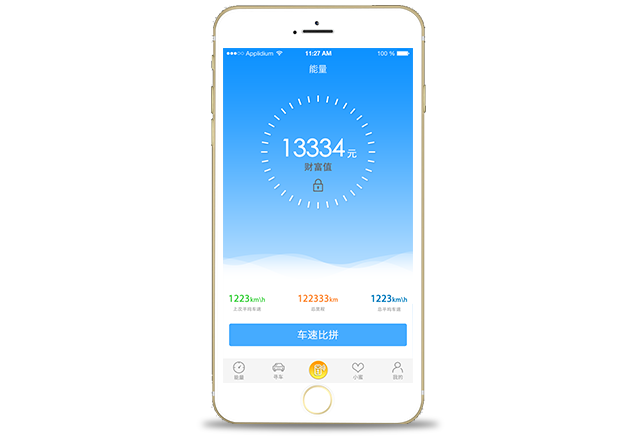 Applidium 11:27 AM 100 %
能量
13334元
财富值
1223km\h 122333km 1223km\h
上次平均车速 总里程 总平均车速
车速比拼
能量 寻车 小蜜 我的